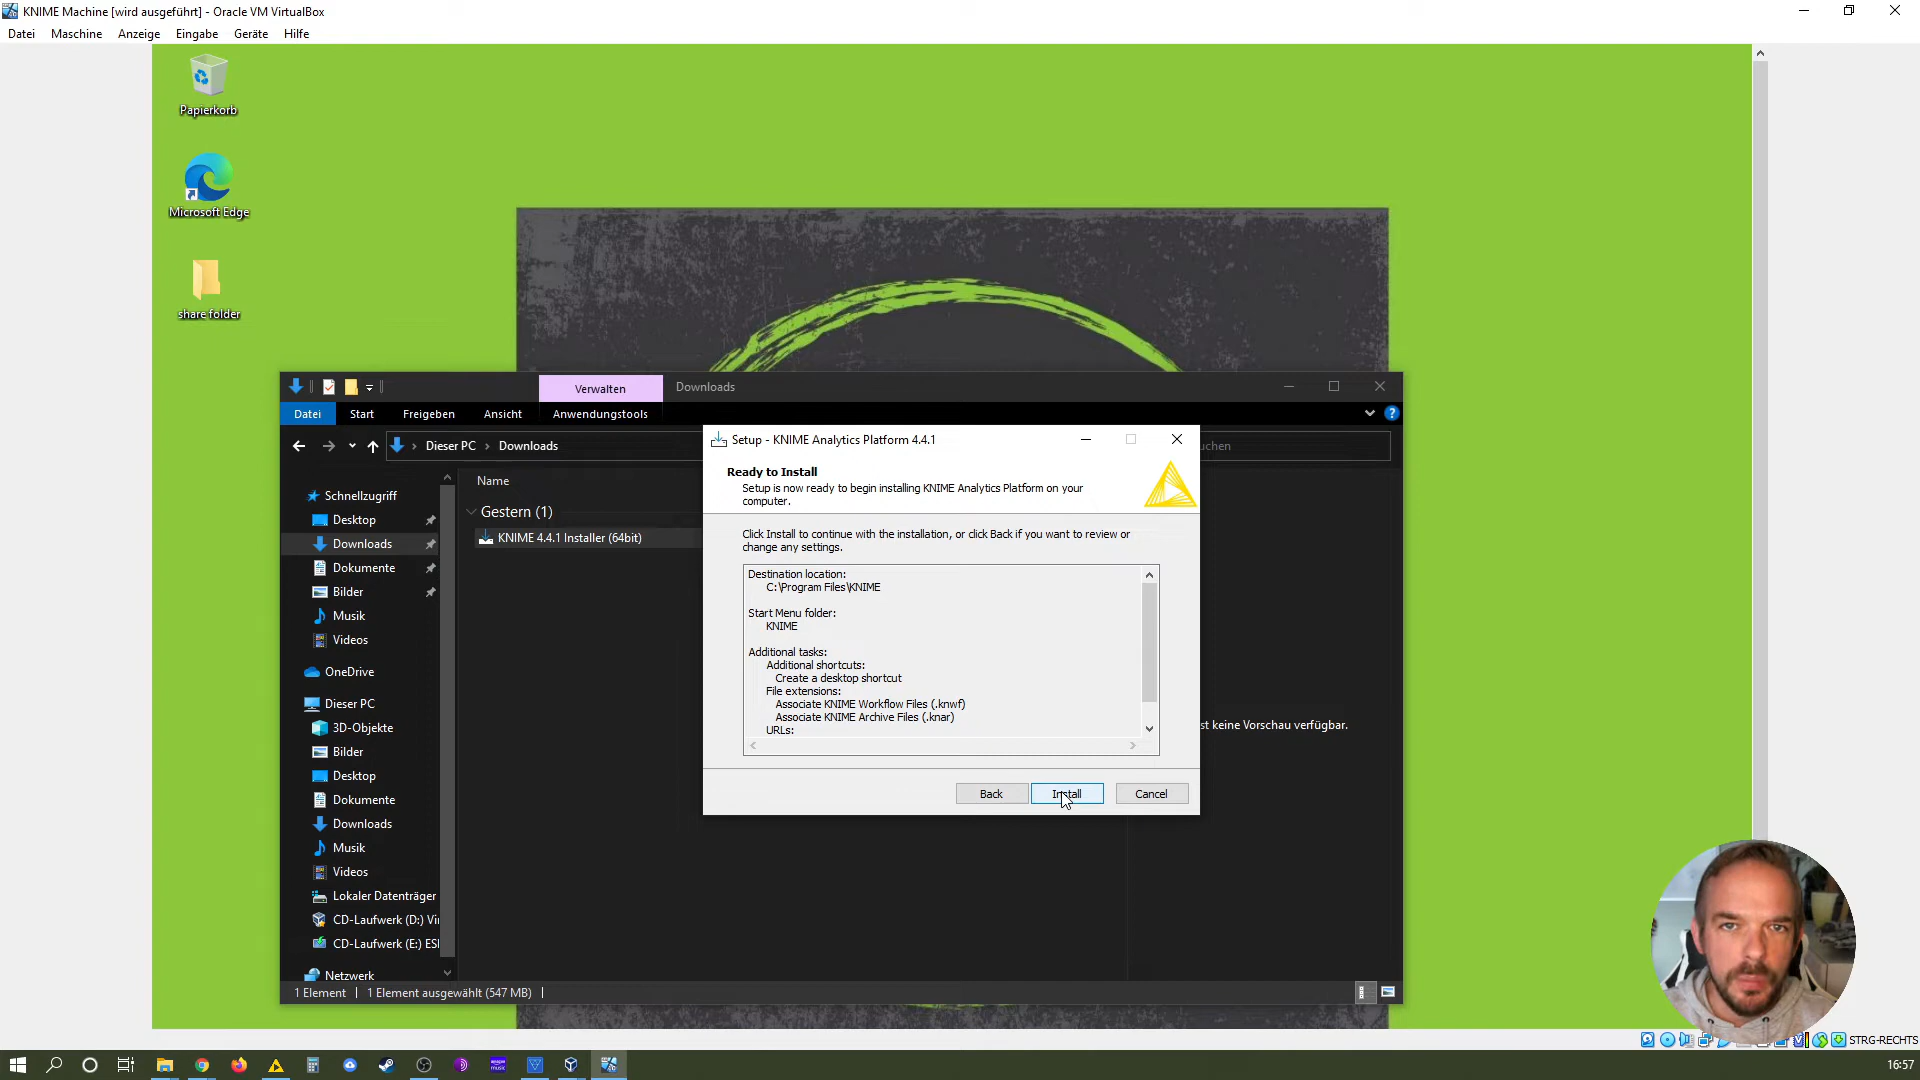 KNIME Machine [wird ausgeführt] - Oracle VM VirtualBox
Datei Maschine Anzeige Eingabe Geräte Hilfe
Papierkorb
Microsoft Edge
share folder
Verwalten Downloads
Datei Start Freigeben Ansicht Anwendungstools
Dieser PC Downloads
uchen
Name
Gestern (1)
KNIME 4.4.1 Installer (64bit)
Schnellzugriff
Desktop
Downloads
Dokumente
Bilder
Musik
Videos
OneDrive
Dieser PC
3D-Objekte
Bilder
Desktop
Dokumente
Downloads
Musik
Videos
Lokaler Datenträger
CD-Laufwerk (D:) Vi
CD-Laufwerk (E:) ESI
Netzwerk
st keine Vorschau verfügbar.
1 Element 1 Element ausgewählt (547 MB)
Setup - KNIME Analytics Platform 4.4.1
Ready to Install
Setup is now ready to begin installing KNIME Analytics Platform on your
computer.
Click Install to continue with the installation, or click Back if you want to review or
change any settings.
Destination location:
C:\Program Files\KNIME
Start Menu folder:
KNIME
Additional tasks:
Additional shortcuts:
Create a desktop shortcut
File extensions:
Associate KNIME Workflow Files (.knwf)
Associate KNIME Archive Files (.knar)
URLs:
Back Install Cancel
STRG-RECHTS
16:57